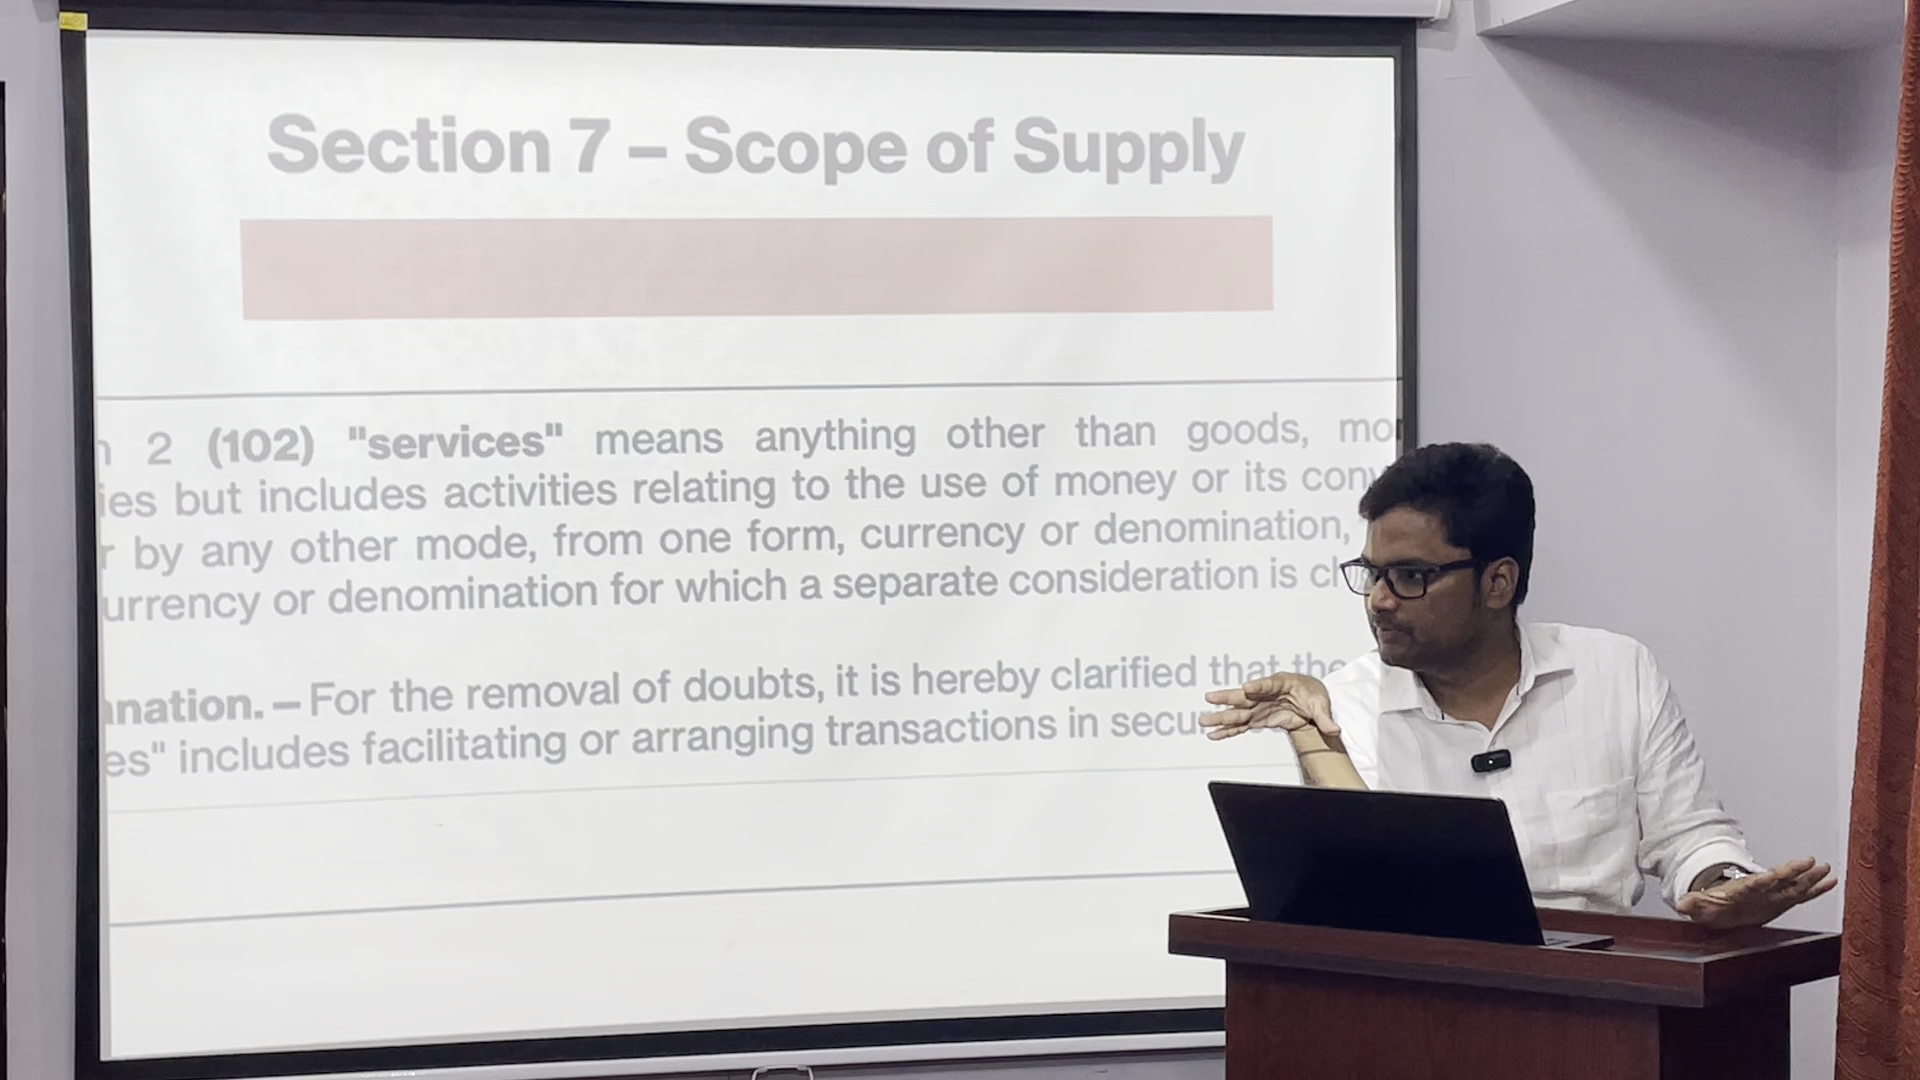 Section 7 – Scope of Supply
2 (102) "services" means anything other than goods,
but includes activities relating to the use of money or its
by any other mode, from one form, currency or denomination,
or denomination for which a separate consideration is
For the removal of doubts, it is hereby clarified that the
includes facilitating or arranging transactions in